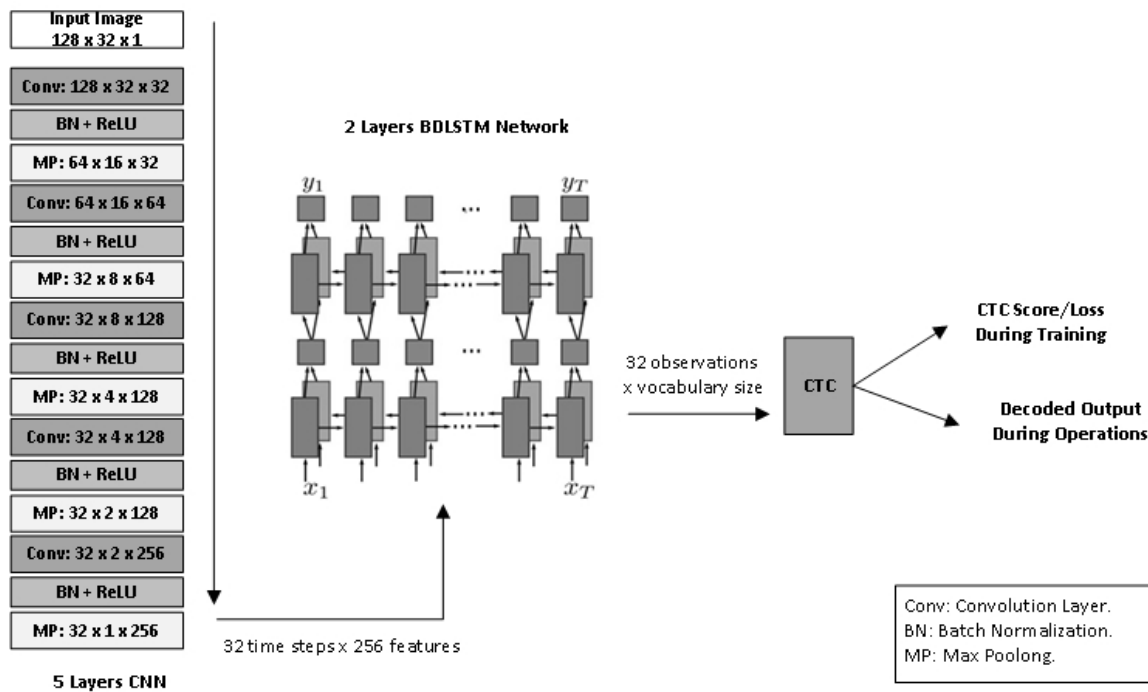 Input Image
128 x 32 x 1
Conv: 128 x 32 x 32
BN + ReLU
MP: 64 x 16 x 32
Conv: 64 x 16 x 64
BN + ReLU
MP: 32 x 8 x 64
Conv: 32 x 8 x 128
BN + ReLU
MP: 32 x 4 x 128
Conv: 32 x 4 x 128
BN + ReLU
MP: 32 x 2 x 128
Conv: 32 x 2 x 256
BN + ReLU
MP: 32 x 1 x 256
5 Layers CNN
32 time steps x 256 features
2 Layers BDLSTM Network
y1 yT
...
...
...
...
...
...
x1 xT
32 observations
x vocabulary size
CTC
CTC Score/Loss
During Training
Decoded Output
During Operations
Conv: Convolution Layer.
BN: Batch Normalization.
MP: Max Poolong.